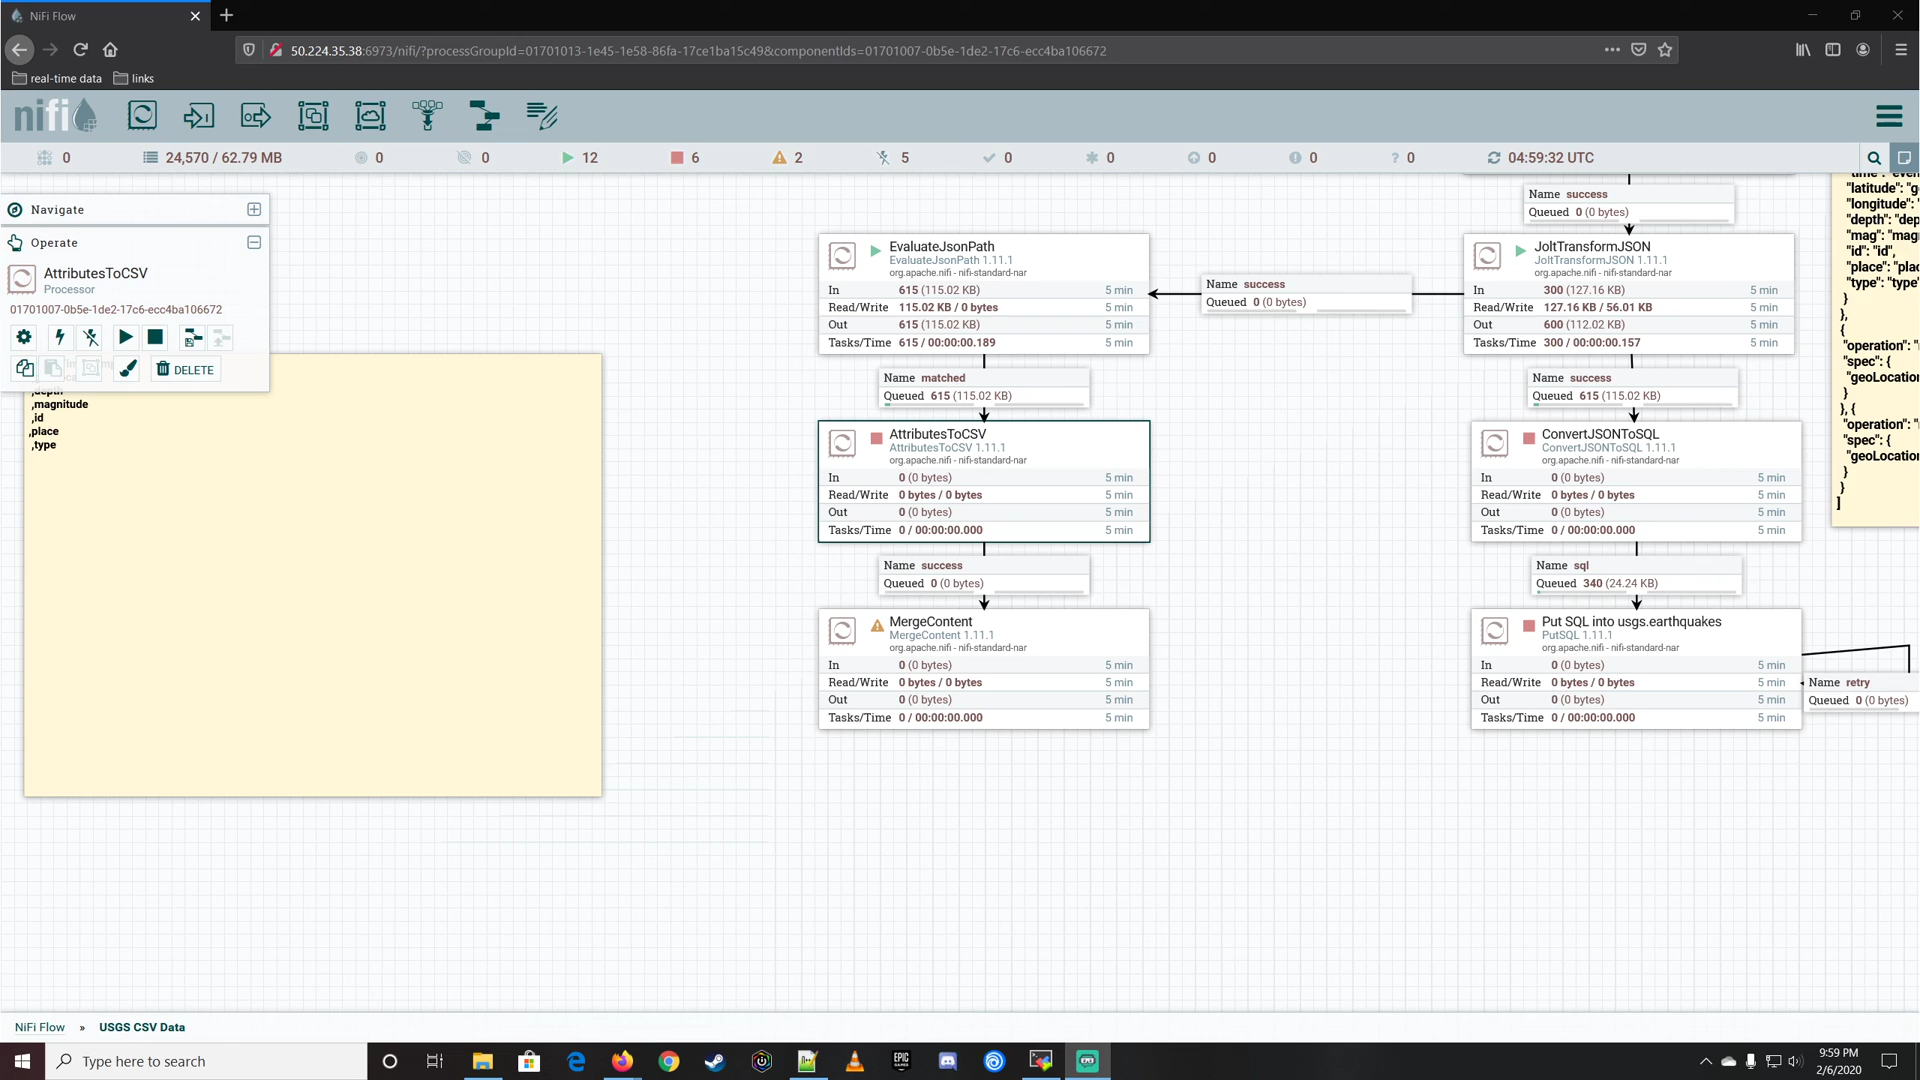 NiFi Flow
50.224.35.38:6973/nifi/?processGroupId=01701013-1e45-1e58-86fa-17ce1ba15c49&componentIds=01701007-0b5e-1de2-17c6-ecc4ba106672
real-time data
links
nifi
0
24,570 / 62.79 MB
0
0
12
6
2
5
0
0
0
0
0
04:59:32 UTC
Navigate
Operate
AttributesToCSV
Processor
01701007-0b5e-1de2-17c6-ecc4ba106672
DELETE
,depth
,magnitude
,id
,place
,type
EvaluateJsonPath
EvaluateJsonPath 1.11.1
org.apache.nifi - nifi-standard-nar
In 615 (115.02 KB) 5 min
Read/Write 115.02 KB / 0 bytes 5 min
Out 615 (115.02 KB) 5 min
Tasks/Time 615 / 00:00:00.189 5 min
Name matched
Queued 615 (115.02 KB)
AttributesToCSV
AttributesToCSV 1.11.1
org.apache.nifi - nifi-standard-nar
In 0 (0 bytes) 5 min
Read/Write 0 bytes / 0 bytes 5 min
Out 0 (0 bytes) 5 min
Tasks/Time 0 / 00:00:00.000 5 min
Name success
Queued 0 (0 bytes)
MergeContent
MergeContent 1.11.1
org.apache.nifi - nifi-standard-nar
In 0 (0 bytes) 5 min
Read/Write 0 bytes / 0 bytes 5 min
Out 0 (0 bytes) 5 min
Tasks/Time 0 / 00:00:00.000 5 min
Name success
Queued 0 (0 bytes)
Name success
Queued 0 (0 bytes)
JoltTransformJSON
JoltTransformJSON 1.11.1
org.apache.nifi - nifi-standard-nar
In 300 (127.16 KB) 5 min
Read/Write 127.16 KB / 56.01 KB 5 min
Out 600 (112.02 KB) 5 min
Tasks/Time 300 / 00:00:00.157 5 min
Name success
Queued 615 (115.02 KB)
ConvertJSONToSQL
ConvertJSONToSQL 1.11.1
org.apache.nifi - nifi-standard-nar
In 0 (0 bytes) 5 min
Read/Write 0 bytes / 0 bytes 5 min
Out 0 (0 bytes) 5 min
Tasks/Time 0 / 00:00:00.000 5 min
Name sql
Queued 340 (24.24 KB)
Put SQL into usgs.earthquakes
PutSQL 1.11.1
org.apache.nifi - nifi-standard-nar
In 0 (0 bytes) 5 min
Read/Write 0 bytes / 0 bytes 5 min
Out 0 (0 bytes) 5 min
Tasks/Time 0 / 00:00:00.000 5 min
Name retry
Queued 0 (0 bytes)
"latitude": "g
"longitude": "
"depth": "dep
"mag": "mag
"id": "id",
"place": "plac
"type": "type"
}
},
{
"operation": "
"spec": {
"geoLocation
}
}, {
"operation": "
"spec": {
"geoLocation
}
}
]
NiFi Flow » USGS CSV Data
Type here to search
EPIC GAMES
9:59 PM
2/6/2020